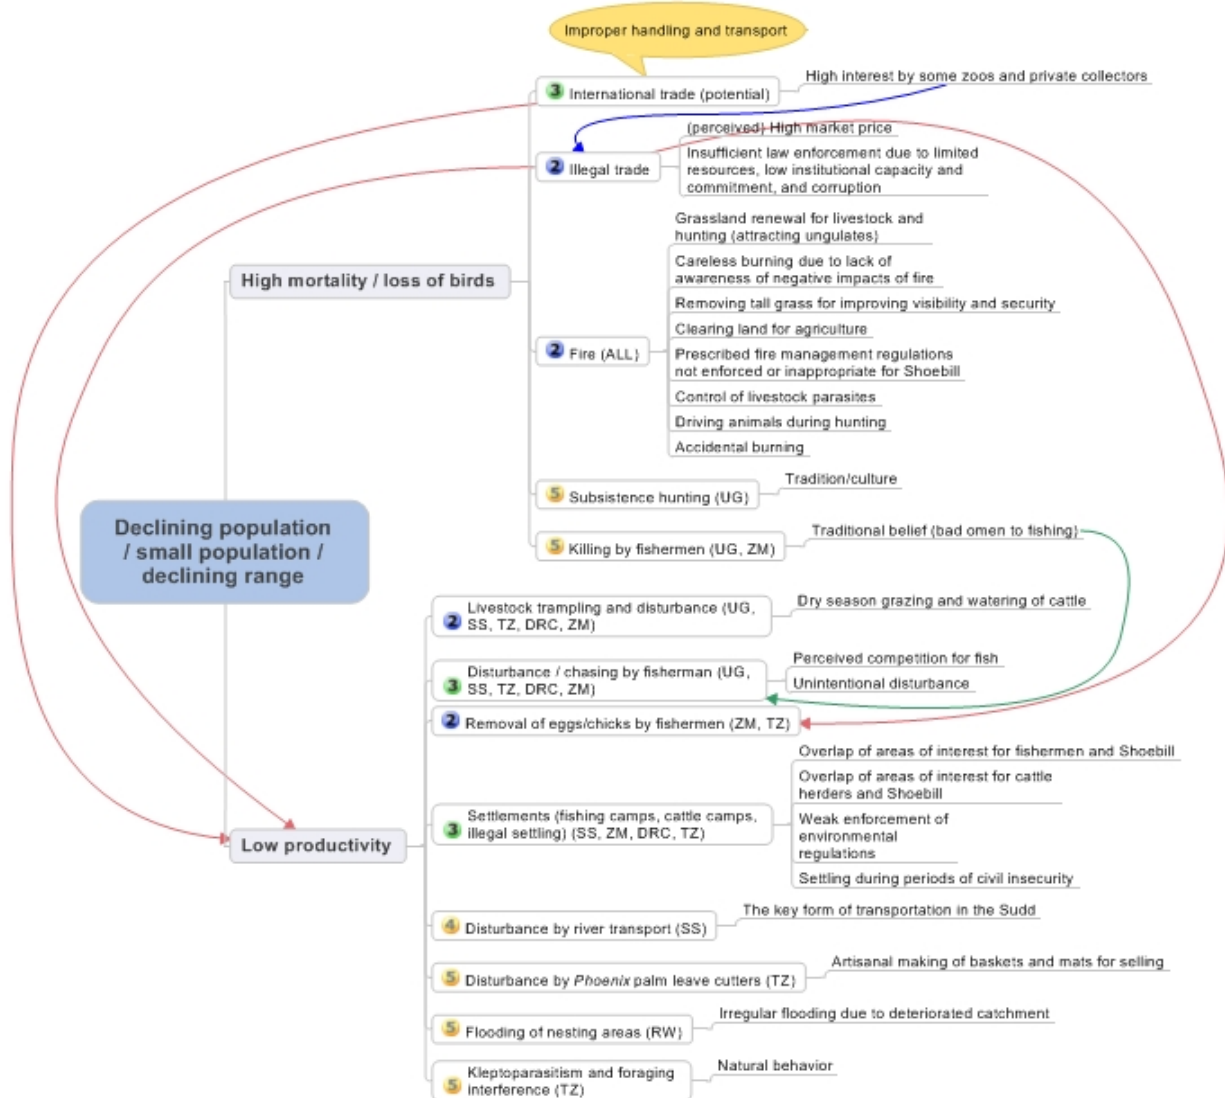 Improper handling and transport
3 International trade (potential)
High interest by some zoos and private collectors
2 Illegal trade
(perceived) High market price
Insufficient law enforcement due to limited
resources, low institutional capacity and
commitment, and corruption
High mortality / loss of birds
2 Fire (ALL)
Grassland renewal for livestock and
hunting (attracting ungulates)
Careless burning due to lack of
awareness of negative impacts of fire
Removing tall grass for improving visibility and security
Clearing land for agriculture
Prescribed fire management regulations
not enforced or inappropriate for Shoebill
Control of livestock parasites
Driving animals during hunting
Accidental burning
5 Subsistence hunting (UG)
Tradition/culture
5 Killing by fishermen (UG, ZM)
Traditional belief (bad omen to fishing)
Declining population
/ small population /
declining range
Low productivity
2 Livestock trampling and disturbance (UG,
SS, TZ, DRC, ZM)
Dry season grazing and watering of cattle
3 Disturbance / chasing by fisherman (UG,
SS, TZ, DRC, ZM)
Perceived competition for fish
Unintentional disturbance
2 Removal of eggs/chicks by fishermen (ZM, TZ)
3 Settlements (fishing camps, cattle camps,
illegal settling) (SS, ZM, DRC, TZ)
Overlap of areas of interest for fishermen and Shoebill
Overlap of areas of interest for cattle
herders and Shoebill
Weak enforcement of
environmental
regulations
Settling during periods of civil insecurity
4 Disturbance by river transport (SS)
The key form of transportation in the Sudd
5 Disturbance by Phoenix palm leave cutters (TZ)
Artisanal making of baskets and mats for selling
5 Flooding of nesting areas (RW)
Irregular flooding due to deteriorated catchment
5 Kleptoparasitism and foraging
interference (TZ)
Natural behavior